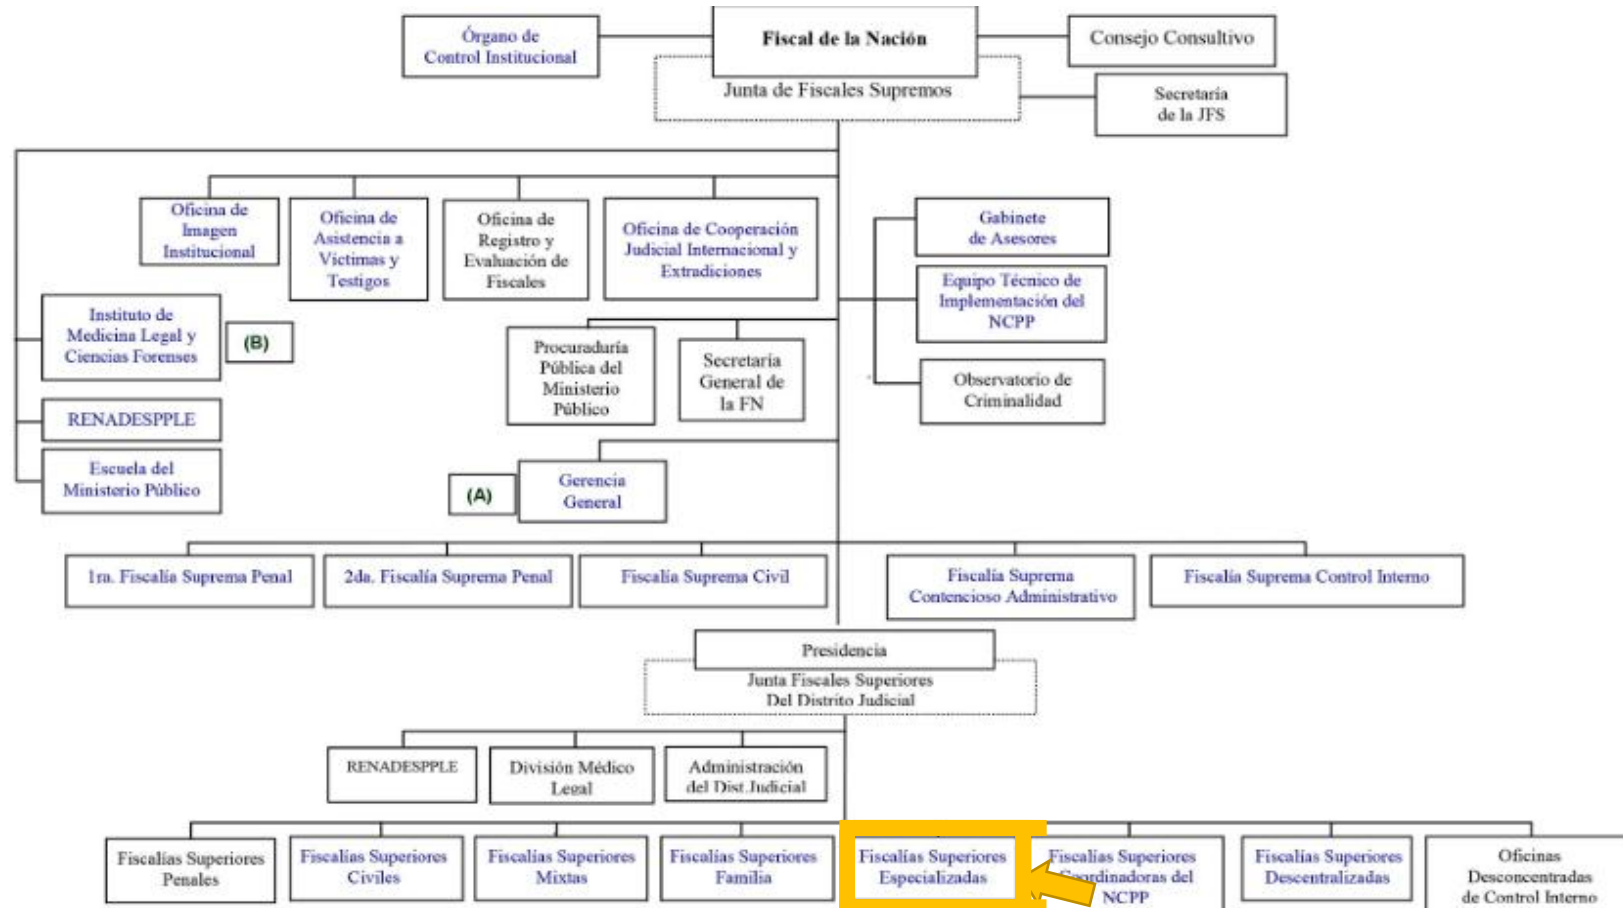 Órgano de
Control Institucional
Fiscal de la Nación
Consejo Consultivo
Junta de Fiscales Supremos
Secretaría
de la JFS
Oficina de
Imagen
Institucional
Oficina de
Asistencia a
Víctimas y
Testigos
Oficina de
Registro y
Evaluación de
Fiscales
Oficina de Cooperación
Judicial Internacional y
Extradiciones
Gabinete
de Asesores
Equipo Técnico de
Implementación del
NCPP
Observatorio de
Criminalidad
Instituto de
Medicina Legal y
Ciencias Forenses
(B)
RENADESPPLE
Escuela del
Ministerio Público
Procuraduría
Pública del
Ministerio
Público
Secretaría
General de
la FN
(A)
Gerencia
General
1ra. Fiscalía Suprema Penal
2da. Fiscalía Suprema Penal
Fiscalía Suprema Civil
Fiscalía Suprema
Contencioso Administrativo
Fiscalía Suprema Control Interno
Presidencia
Junta Fiscales Superiores
Del Distrito Judicial
RENADESPPLE
División Médico
Legal
Administración
del Dist.Judicial
Fiscalías Superiores
Penales
Fiscalías Superiores
Civiles
Fiscalías Superiores
Mixtas
Fiscalías Superiores
Familia
Fiscalías Superiores
Especializadas
Fiscalías Superiores
Coordinadoras del
NCPP
Fiscalías Superiores
Descentralizadas
Oficinas
Desconcentradas
de Control Interno